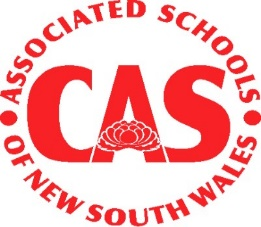 ASSOCIATED SCHOOLS
CAS
OF NEW SOUTH WALES